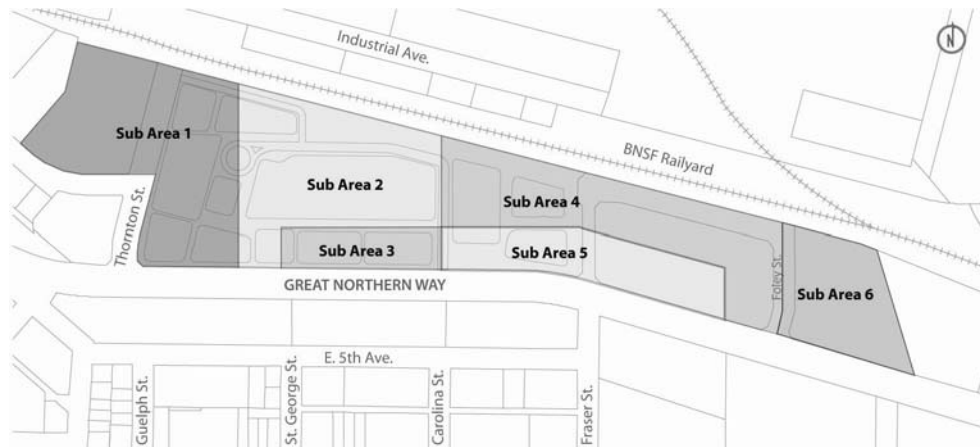 N
Industrial Ave.
BNSF Railyard
Sub Area 1
Sub Area 2
Sub Area 4
Sub Area 3
Sub Area 5
Sub Area 6
Thornton St.
Foley St.
GREAT NORTHERN WAY
E. 5th Ave.
Guelph St.
St. George St.
Carolina St.
Fraser St.